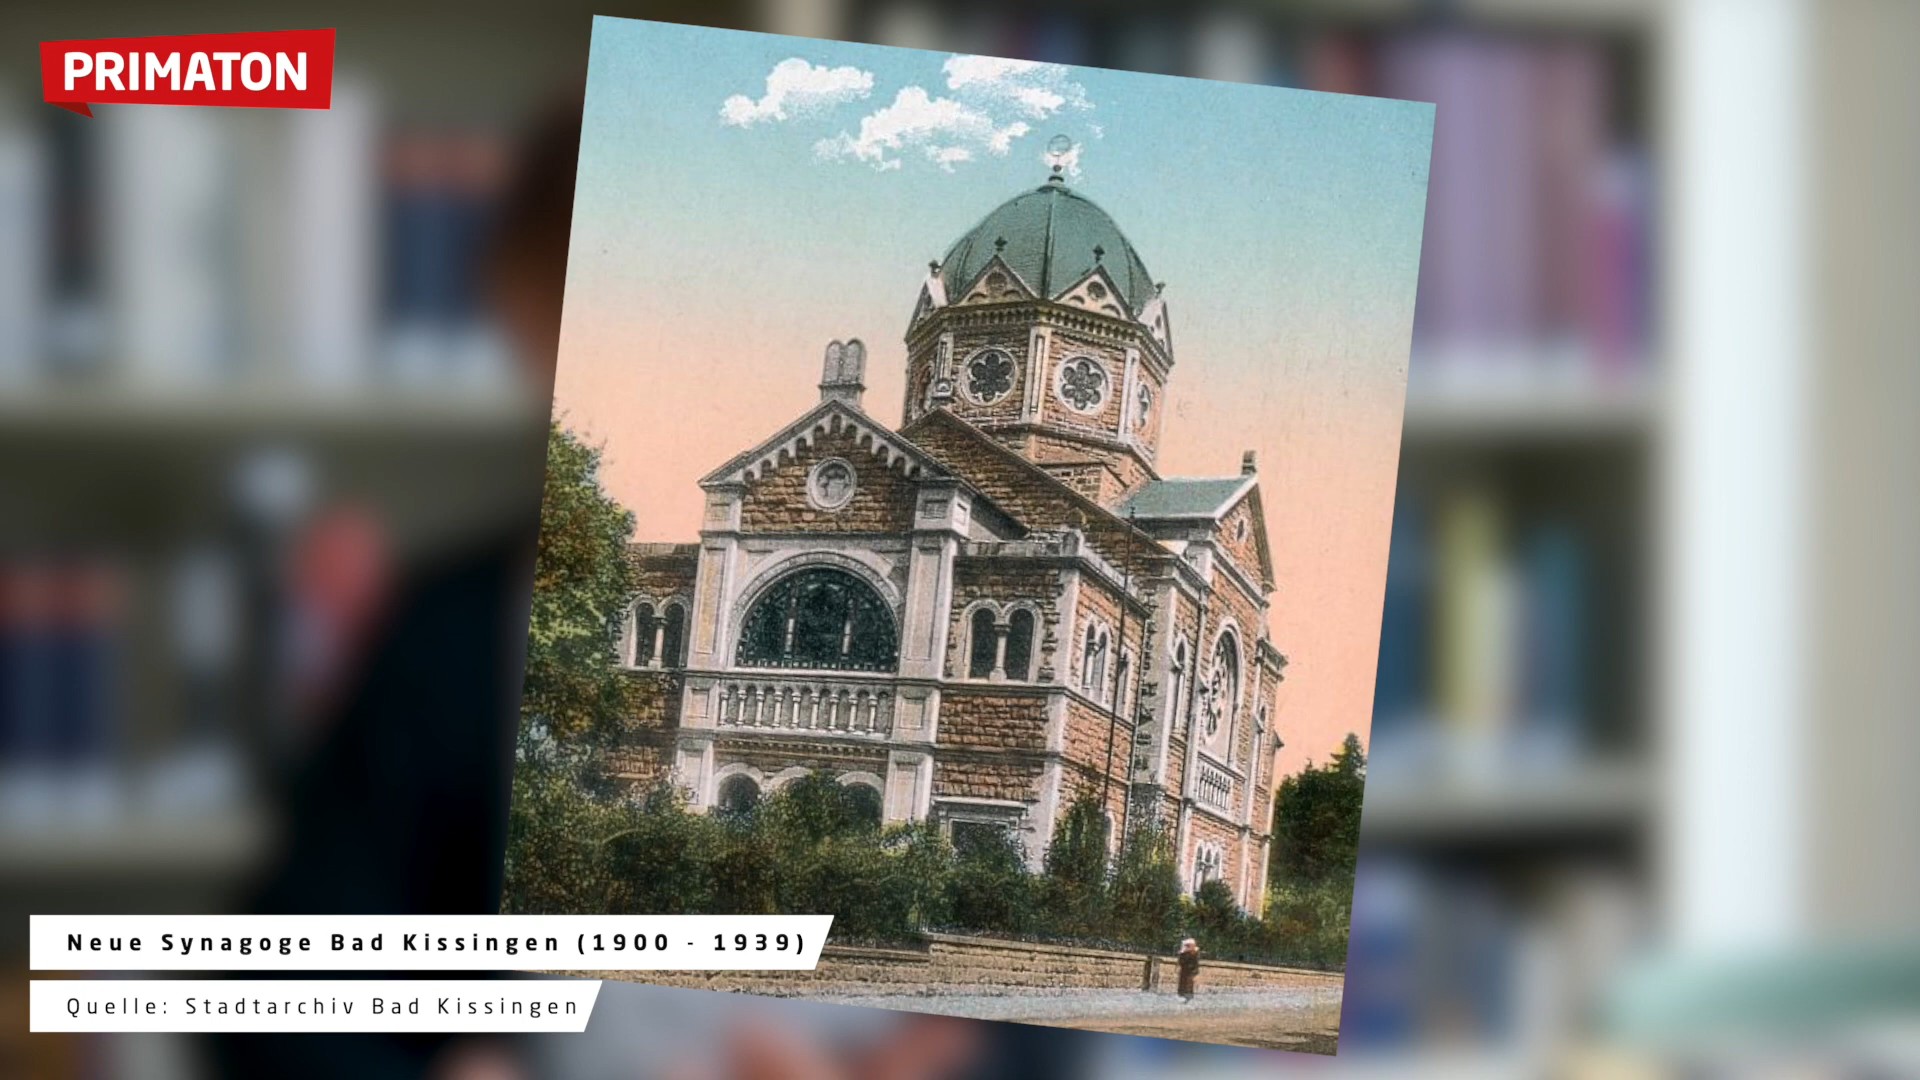 PRIMATON
Neue Synagoge Bad Kissingen (1900 - 1939)
Quelle: Stadtarchiv Bad Kissingen